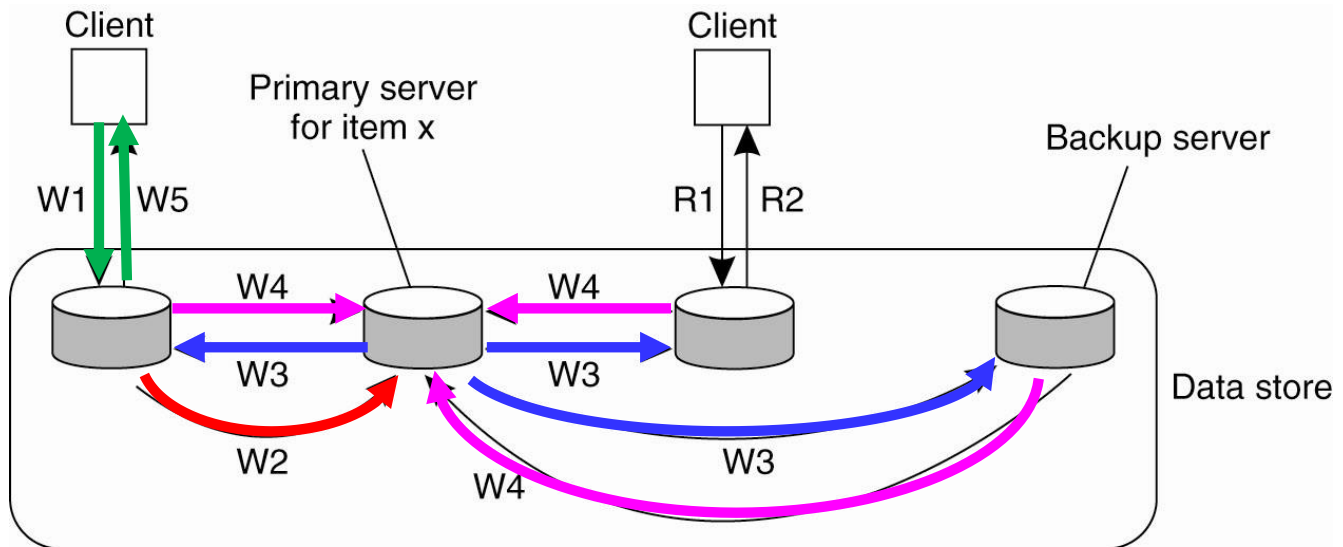 Client
Client
Primary server
for item x
Backup server
W1
W5
R1
R2
W4
W4
W3
W3
Data store
W2
W3
W4